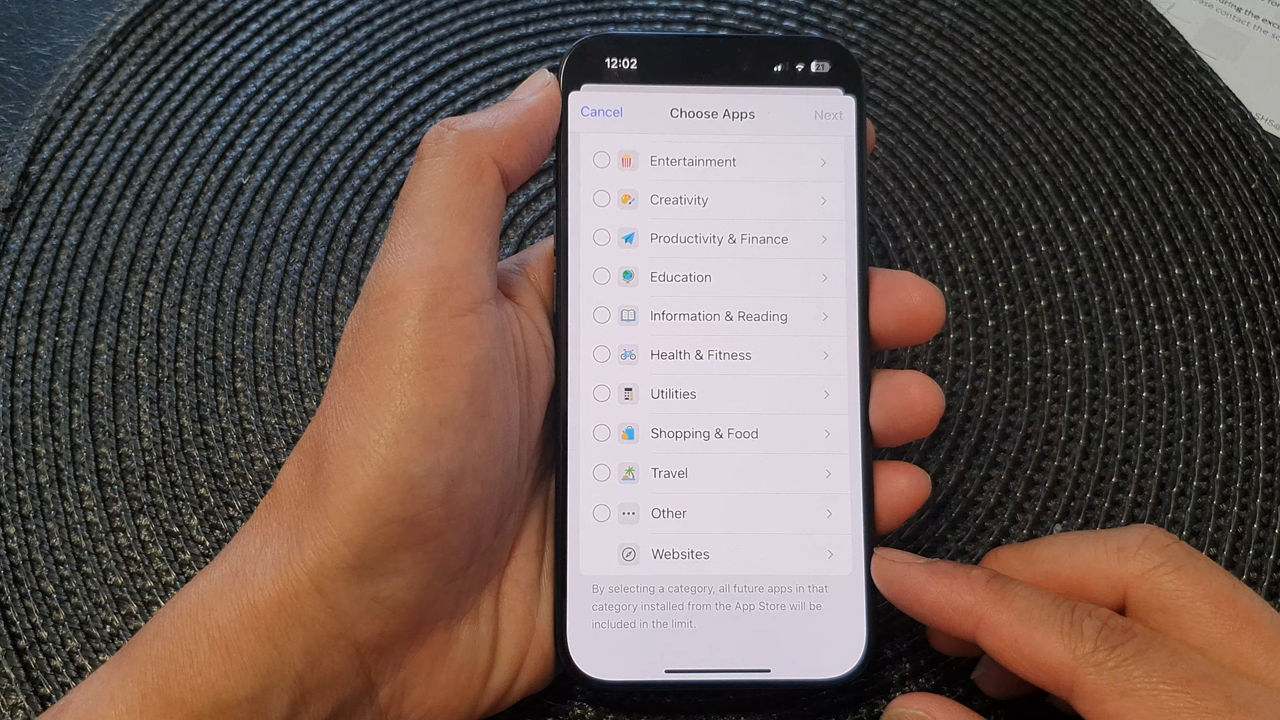 12:02
21
Cancel
Choose Apps
Next
Entertainment
Creativity
Productivity & Finance
Education
Information & Reading
Health & Fitness
Utilities
Shopping & Food
Travel
Other
Websites
By selecting a category, all future apps in that
category installed from the App Store will be
included in the limit.